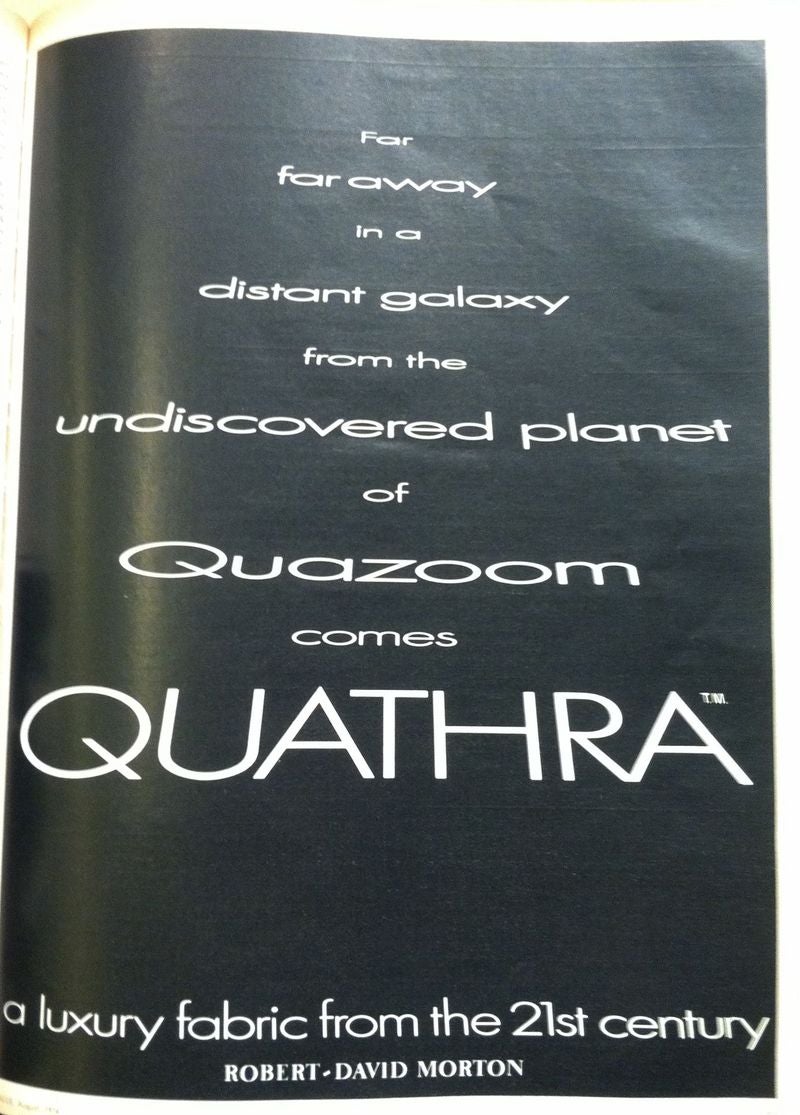 Far
far away
in a
distant galaxy
from the
undiscovered planet
of
Quazoom
comes
QUATHRA T.M.
a luxury fabric from the 21st century
ROBERT-DAVID MORTON